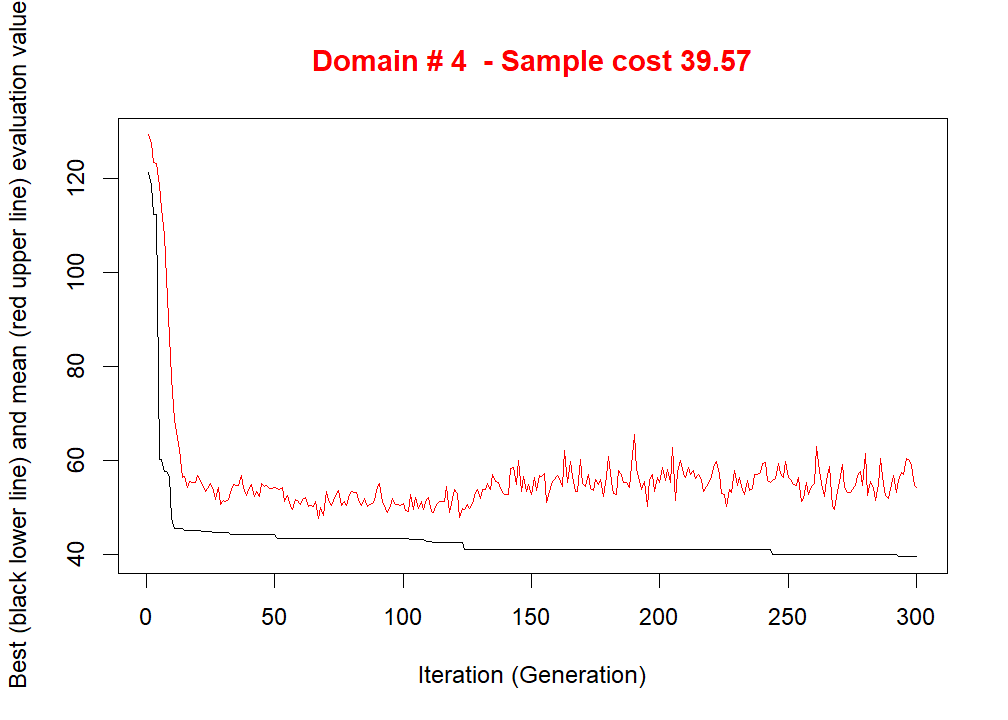 Domain # 4  - Sample cost 39.57
Best (black lower line) and mean (red upper line) evaluation value
120
100
80
60
40
0 50 100 150 200 250 300
Iteration (Generation)